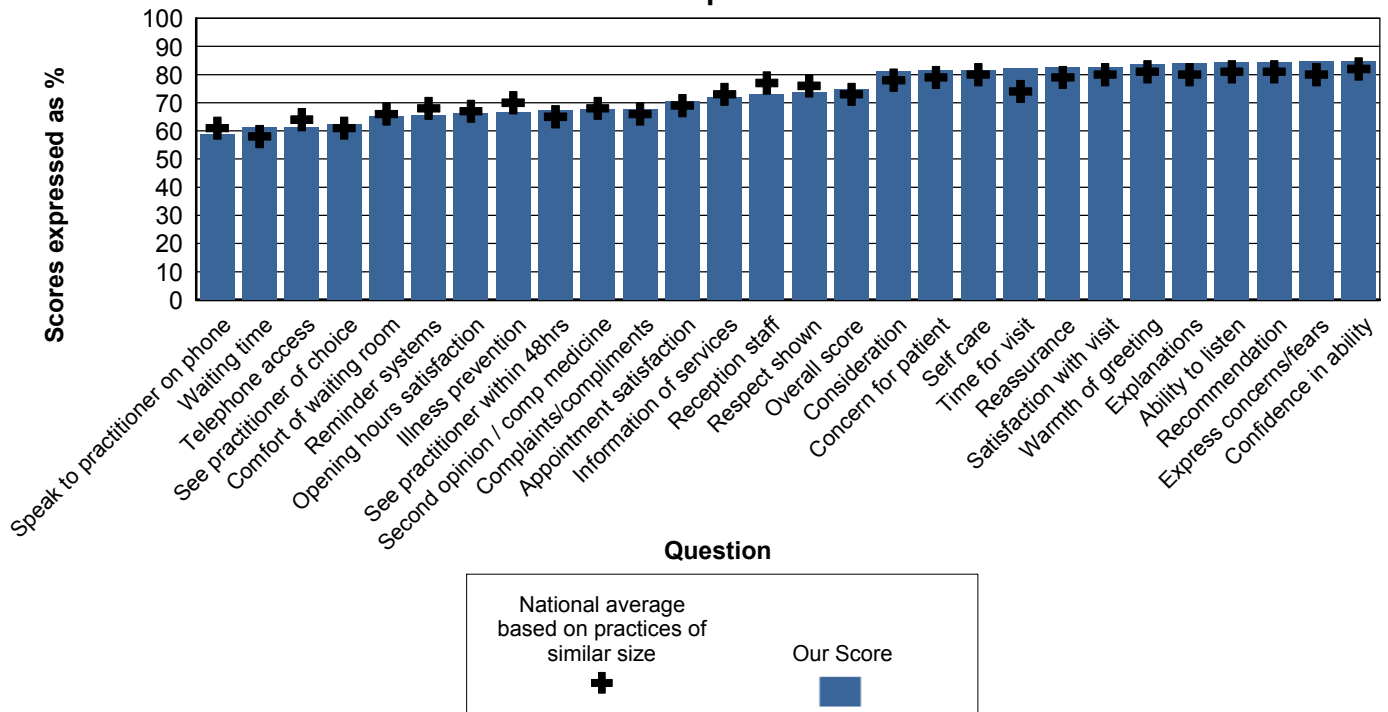 100
90
80
70
60
50
40
30
20
10
0
Scores expressed as %
Speak to practitioner on phone
Waiting time
Telephone access
See practitioner of choice
Comfort of waiting room
Reminder systems
Opening hours satisfaction
Illness prevention
See practitioner within 48hrs
Second opinion / comp medicine
Complaints/compliments
Appointment satisfaction
Information of services
Reception staff
Respect shown
Overall score
Consideration
Concern for patient
Self care
Time for visit
Reassurance
Satisfaction with visit
Warmth of greeting
Explanations
Ability to listen
Recommendation
Express concerns/fears
Confidence in ability
Question
National average
based on practices of
similar size
Our Score